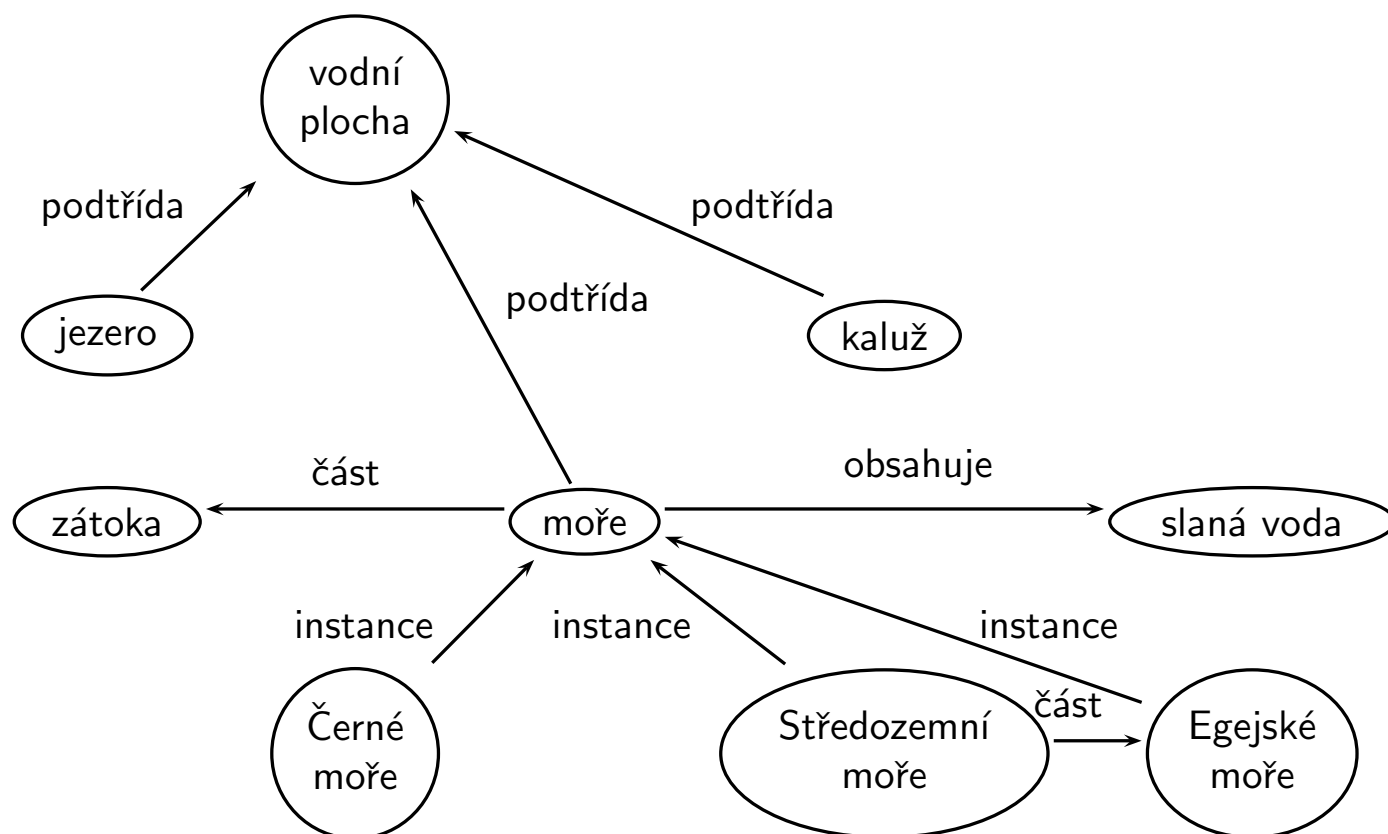 vodní
plocha
podtřída
podtřída
podtřída
jezero
kaluž
část
obsahuje
zátoka
moře
slaná voda
instance
instance
instance
Černé
moře
Středozemní
moře
část
Egejské
moře